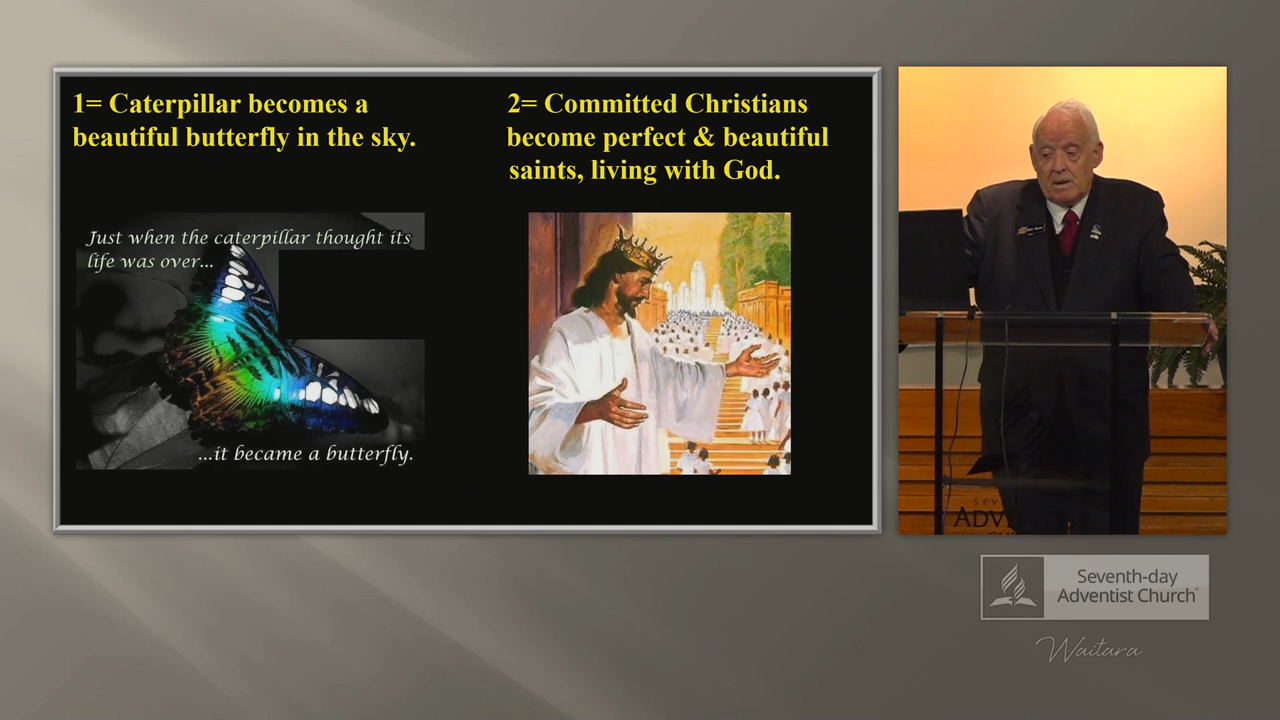 1= Caterpillar becomes a
beautiful butterfly in the sky.
2= Committed Christians
become perfect & beautiful
saints, living with God.
Just when the caterpillar thought its
life was over...
...it became a butterfly.
Seventh-day
Adventist Church
Waitara